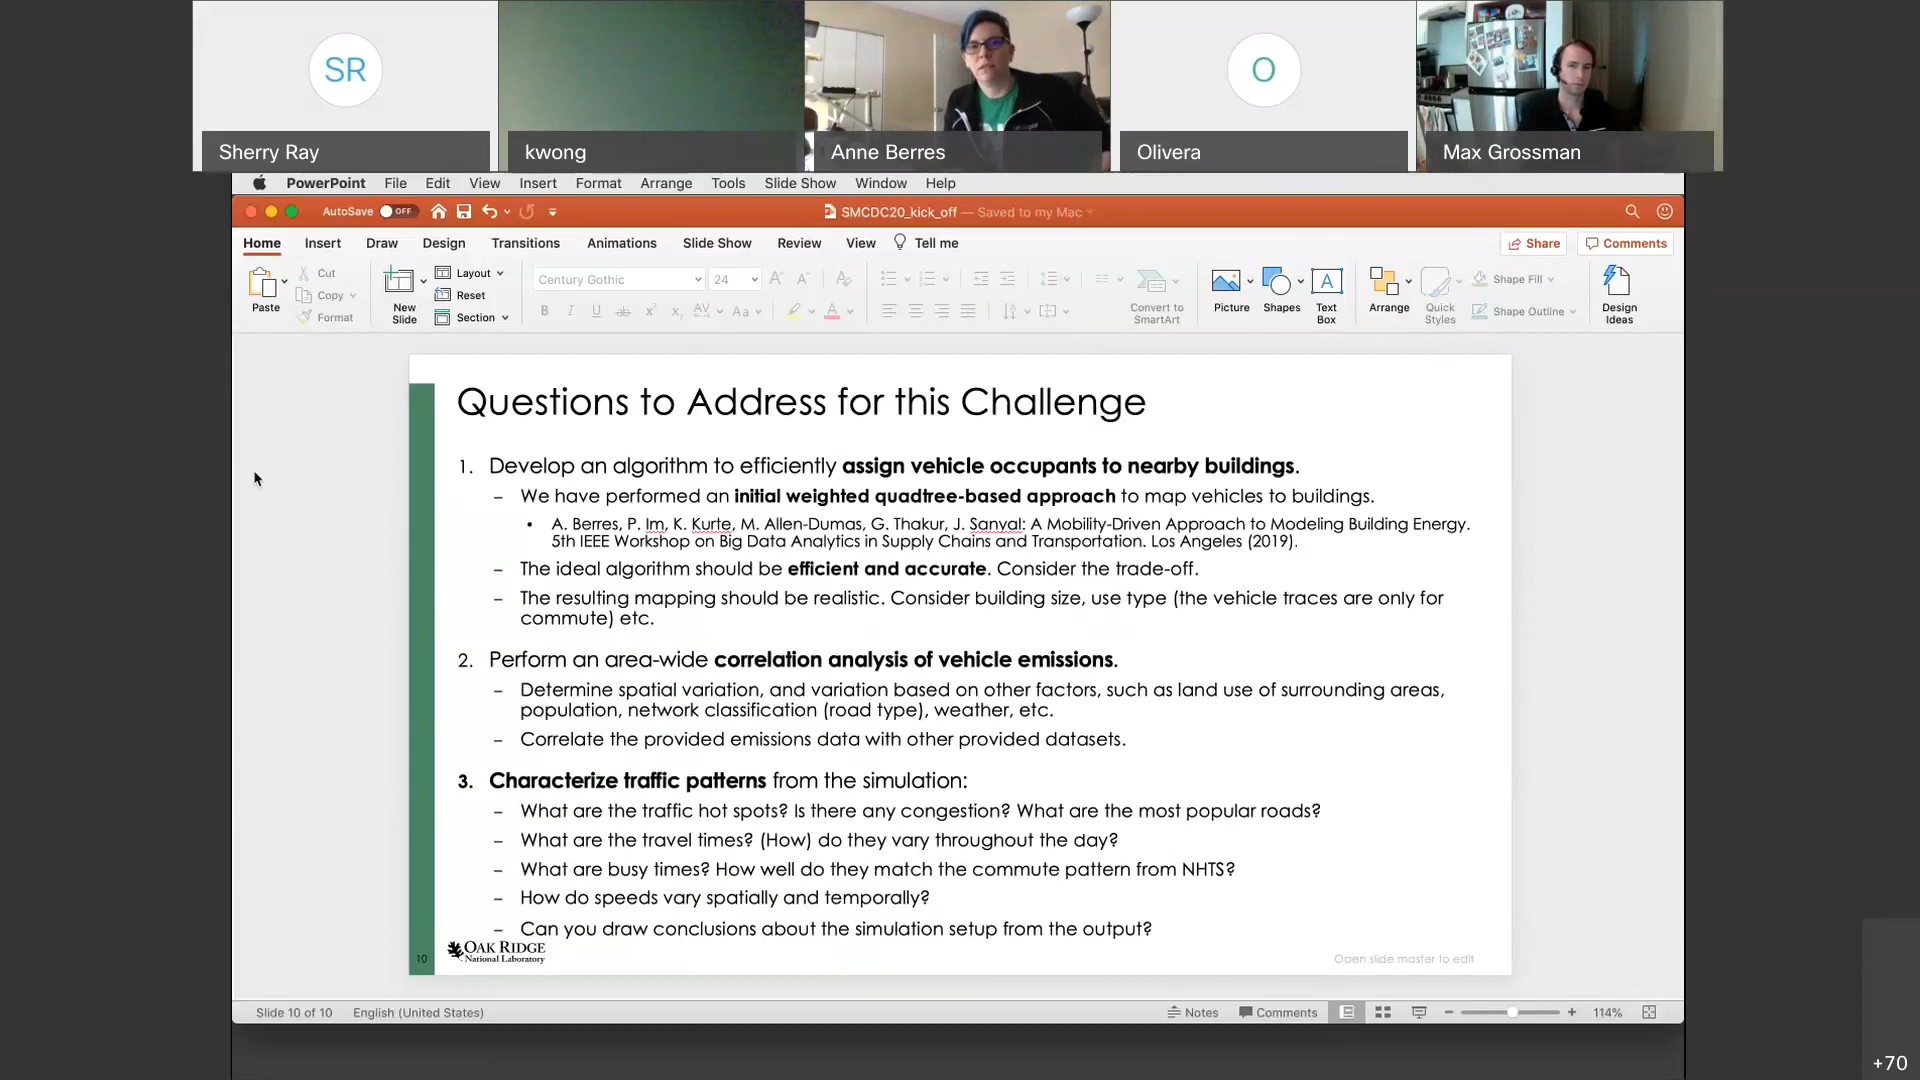 SR
O
Sherry Ray
kwong
Anne Berres
Olivera
Max Grossman
PowerPoint File Edit View Insert Format Arrange Tools Slide Show Window Help
AutoSave OFF
SMCDC20_kick_off — Saved to my Mac
Home Insert Draw Design Transitions Animations Slide Show Review View Tell me
Share
Comments
Paste
Cut
Copy
Format
New
Slide
Layout
Reset
Section
Century Gothic 24
Convert to
SmartArt
Picture
Shapes
Text
Box
Arrange
Quick
Styles
Shape Fill
Shape Outline
Design
Ideas
Questions to Address for this Challenge
1. Develop an algorithm to efficiently assign vehicle occupants to nearby buildings.
– We have performed an initial weighted quadtree-based approach to map vehicles to buildings.
• A. Berres, P. Im, K. Kurte, M. Allen-Dumas, G. Thakur, J. Sanyal: A Mobility-Driven Approach to Modeling Building Energy.
5th IEEE Workshop on Big Data Analytics in Supply Chains and Transportation. Los Angeles (2019).
– The ideal algorithm should be efficient and accurate. Consider the trade-off.
– The resulting mapping should be realistic. Consider building size, use type (the vehicle traces are only for
commute) etc.
2. Perform an area-wide correlation analysis of vehicle emissions.
– Determine spatial variation, and variation based on other factors, such as land use of surrounding areas,
population, network classification (road type), weather, etc.
– Correlate the provided emissions data with other provided datasets.
3. Characterize traffic patterns from the simulation:
– What are the traffic hot spots? Is there any congestion? What are the most popular roads?
– What are the travel times? (How) do they vary throughout the day?
– What are busy times? How well do they match the commute pattern from NHTS?
– How do speeds vary spatially and temporally?
– Can you draw conclusions about the simulation setup from the output?
10
OAK RIDGE
National Laboratory
Open slide master to edit
Slide 10 of 10 English (United States)
Notes Comments 114%
+70